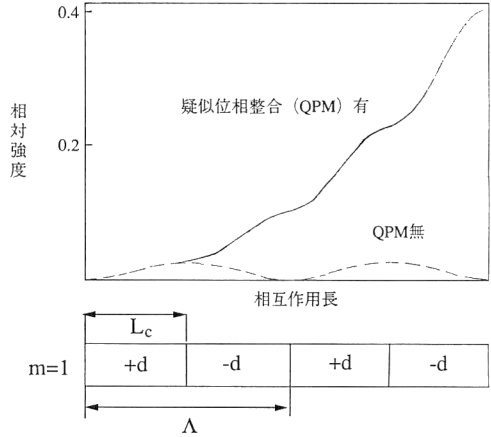 0.4
0.2
相対強度
疑似位相整合（QPM）有
QPM無
相互作用長
Lc
m=1 +d -d +d -d
Λ